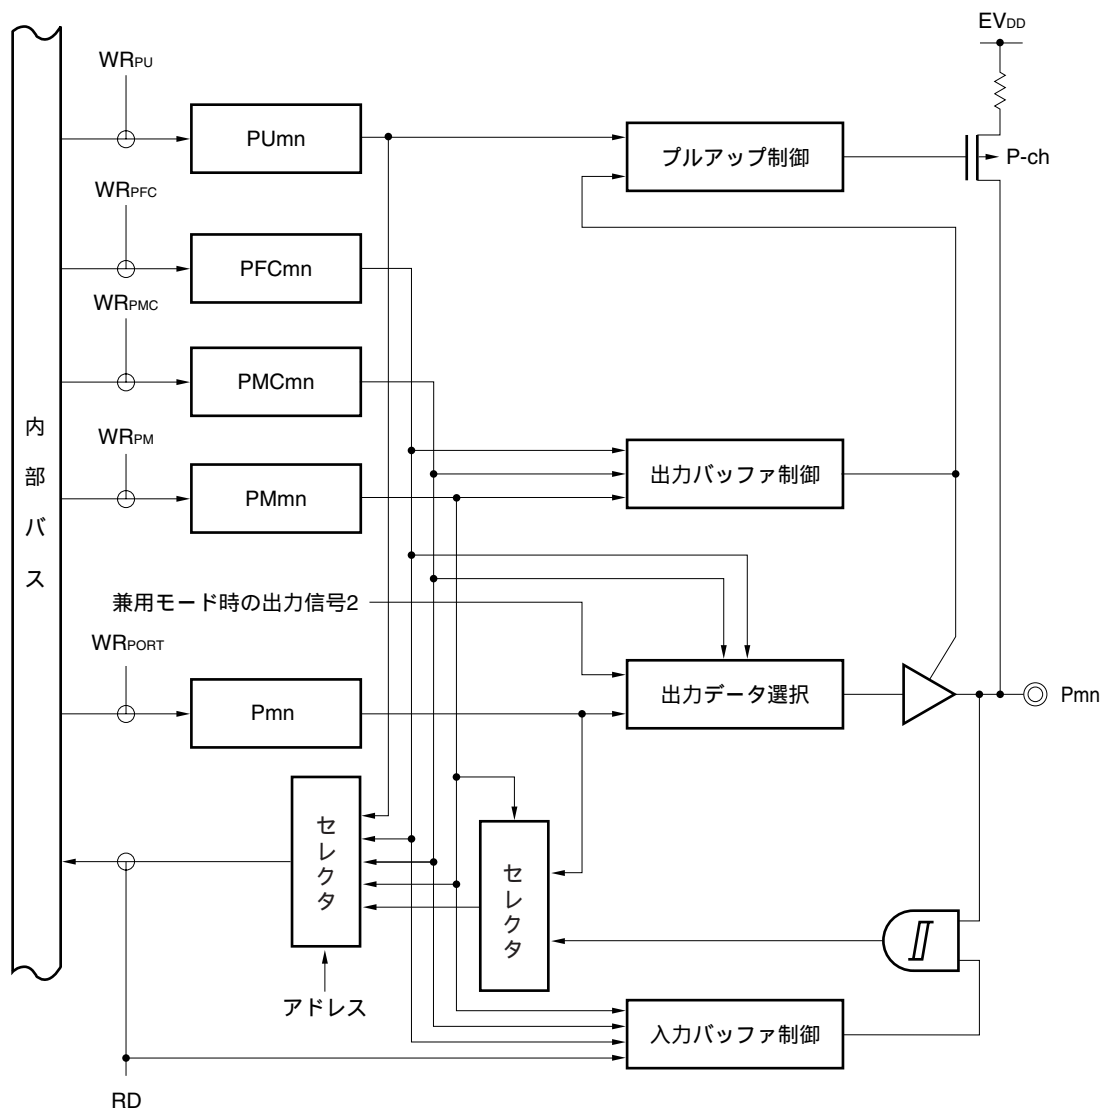 EVDD
WRPU
PUmn
プルアップ制御
P-ch
WRPFC
PFCmn
WRPMC
PMCmn
内部バス
WRPM
PMmn
出力バッファ制御
兼用モード時の出力信号2
WRPORT
Pmn
出力データ選択
Pmn
セレクタ
セレクタ
アドレス
入力バッファ制御
RD